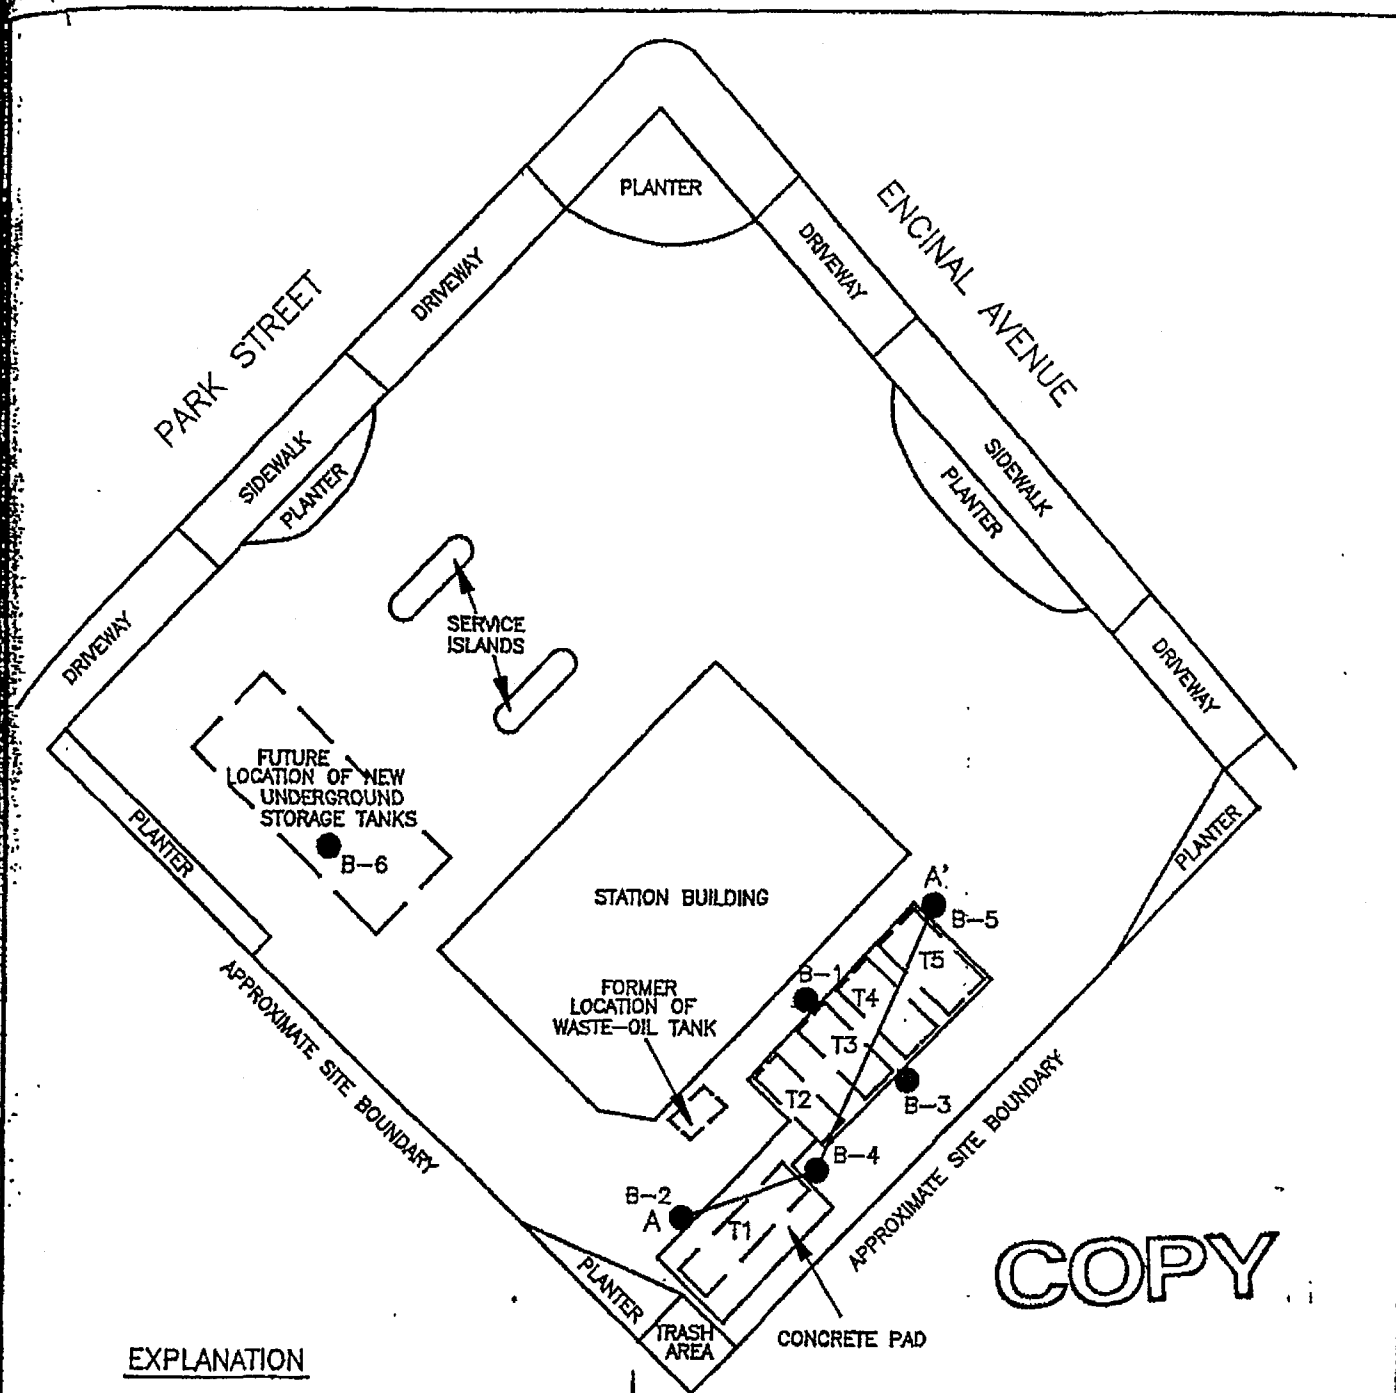 PLANTER
ENCINAL AVENUE
DRIVEWAY
DRIVEWAY
PARK STREET
SIDEWALK
PLANTER
SIDEWALK
PLANTER
DRIVEWAY
SERVICE
ISLANDS
DRIVEWAY
FUTURE
LOCATION OF NEW
UNDERGROUND
STORAGE TANKS
B-6
PLANTER
PLANTER
STATION BUILDING
A'
B-5
T5
B-1
T4
FORMER
LOCATION OF
WASTE-OIL TANK
T3
T2
B-3
APPROXIMATE SITE BOUNDARY
APPROXIMATE SITE BOUNDARY
B-4
B-2
A
T1
PLANTER
TRASH
AREA
CONCRETE PAD
COPY
EXPLANATION